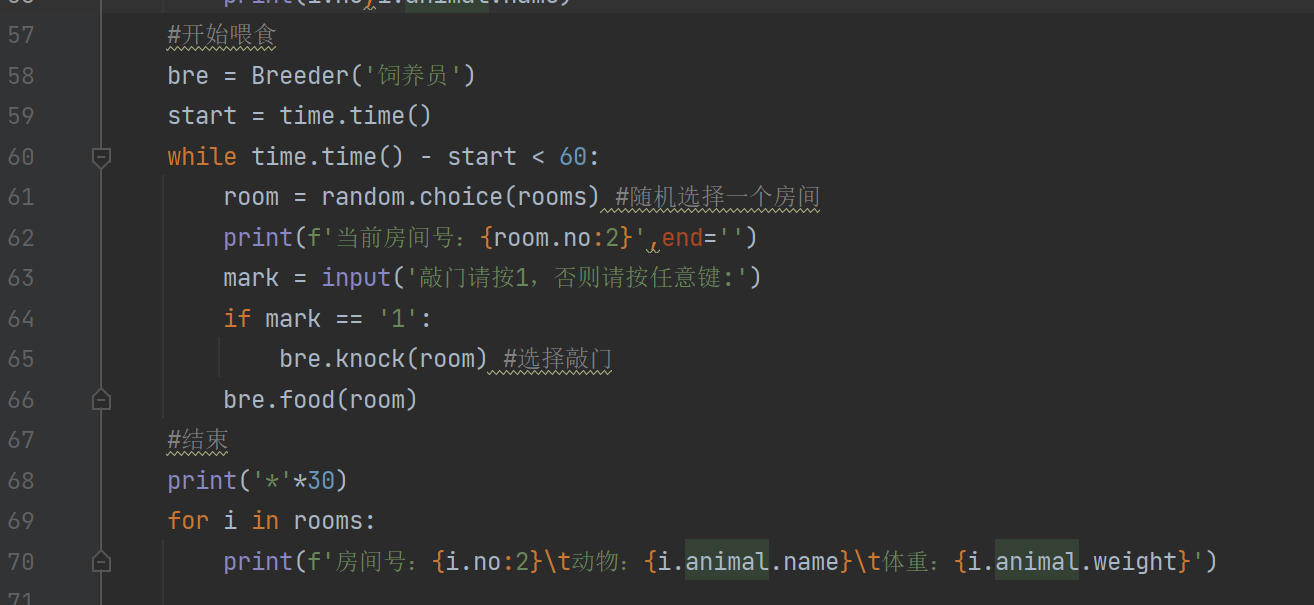 print(i.no,i.animal.name)
57 #开始喂食
58 bre = Breeder('饲养员')
59 start = time.time()
60 while time.time() - start < 60:
61 room = random.choice(rooms) #随机选择一个房间
62 print(f'当前房间号：{room.no:2}',end='')
63 mark = input('敲门请按1，否则请按任意键:')
64 if mark == '1':
65 bre.knock(room) #选择敲门
66 bre.food(room)
67 #结束
68 print('*'*30)
69 for i in rooms:
70 print(f'房间号：{i.no:2}\t动物：{i.animal.name}\t体重：{i.animal.weight}')
71